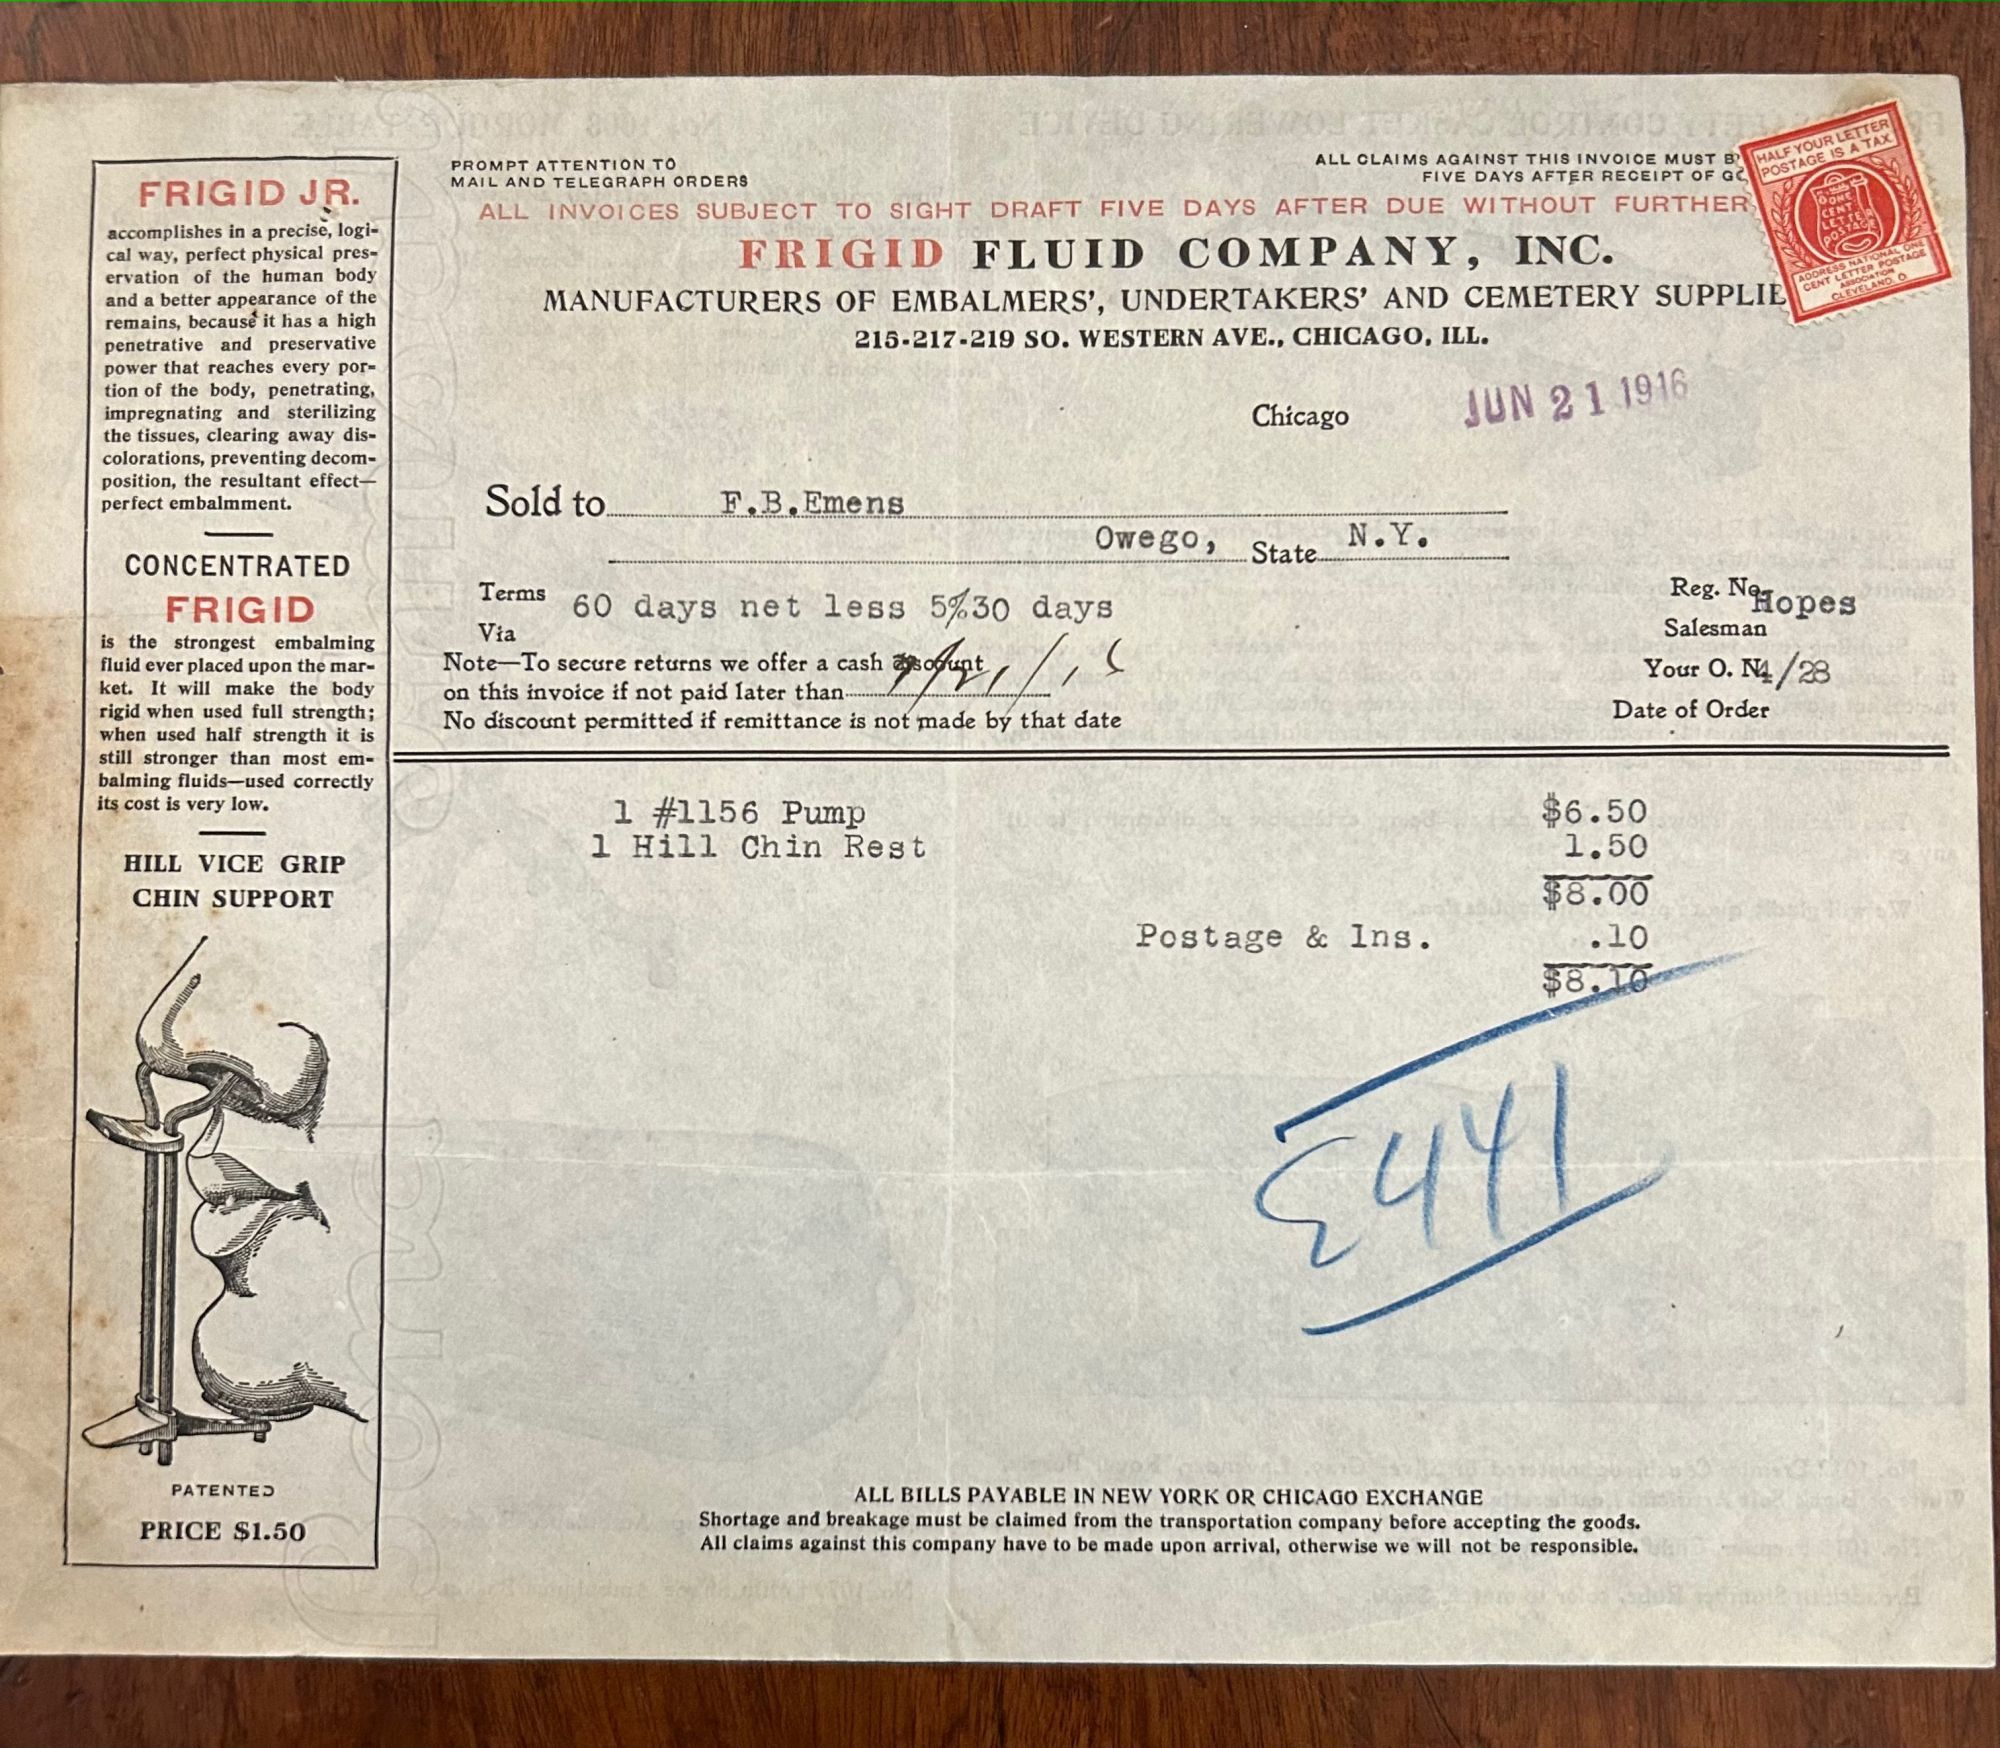 FRIGID JR.
accomplishes in a precise, logi-
cal way, perfect physical pres-
ervation of the human body
and a better appearance of the
remains, because it has a high
penetrative and preservative
power that reaches every por-
tion of the body, penetrating,
impregnating and sterilizing
the tissues, clearing away dis-
colorations, preventing decom-
position, the resultant effect—
perfect embalmment.
CONCENTRATED
FRIGID
is the strongest embalming
fluid ever placed upon the mar-
ket. It will make the body
rigid when used full strength;
when used half strength it is
still stronger than most em-
balming fluids—used correctly
its cost is very low.
HILL VICE GRIP
CHIN SUPPORT
PATENTED
PRICE $1.50
PROMPT ATTENTION TO
MAIL AND TELEGRAPH ORDERS
ALL CLAIMS AGAINST THIS INVOICE MUST
FIVE DAYS AFTER RECEIPT OF
ALL INVOICES SUBJECT TO SIGHT DRAFT FIVE DAYS AFTER DUE WITHOUT FURTHER
FRIGID FLUID COMPANY, INC.
MANUFACTURERS OF EMBALMERS', UNDERTAKERS' AND CEMETERY SUPPLIE
215-217-219 SO. WESTERN AVE., CHICAGO, ILL.
HALF YOUR LETTER
POSTAGE IS A TAX
ONE
CENT
LETTER
POSTAGE
ADDRESS NATIONAL ONE
CENT LETTER POSTAGE
ASSOCIATION
CLEVELAND, O.
Chicago JUN 21 1916
Sold to F.B.Emens
Owego, State N.Y.
Terms 60 days net less 5%30 days
Via
Reg. No. Hopes
Salesman
Your O. No. 4/28
Date of Order
Note—To secure returns we offer a cash discount
on this invoice if not paid later than 7/21/16
No discount permitted if remittance is not made by that date
1 #1156 Pump $6.50
1 Hill Chin Rest 1.50
$8.00
Postage & Ins. .10
$8.10
441
ALL BILLS PAYABLE IN NEW YORK OR CHICAGO EXCHANGE
Shortage and breakage must be claimed from the transportation company before accepting the goods.
All claims against this company have to be made upon arrival, otherwise we will not be responsible.